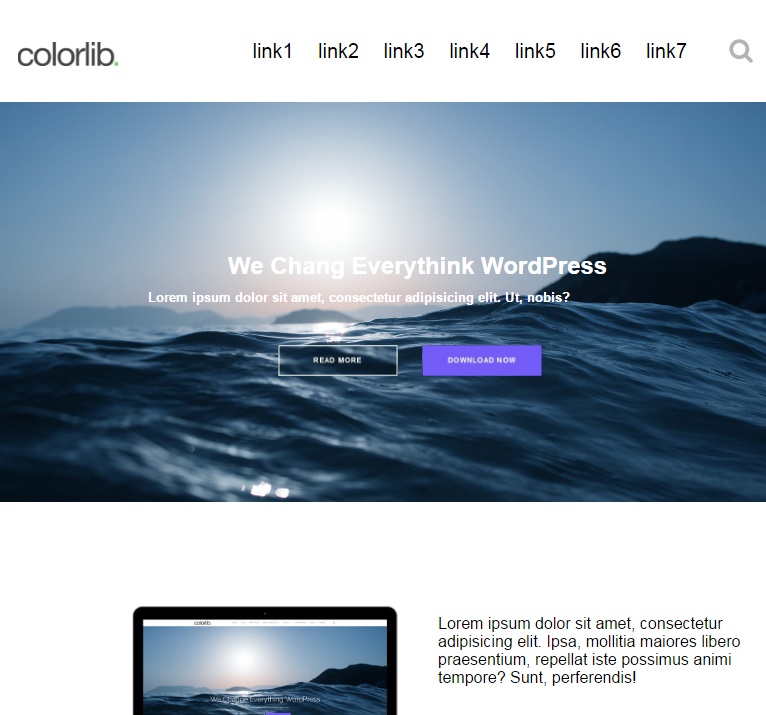 colorlib.
link1 link2 link3 link4 link5 link6 link7
We Chang Everythink WordPress
Lorem ipsum dolor sit amet, consectetur adipisicing elit. Ut, nobis?
READ MORE DOWNLOAD NOW
colorlib.
We Change Everything WordPress
Lorem ipsum dolor sit amet, consectetur
adipisicing elit. Ipsa, mollitia maiores libero
praesentium, repellat iste possimus animi
tempore? Sunt, perferendis!